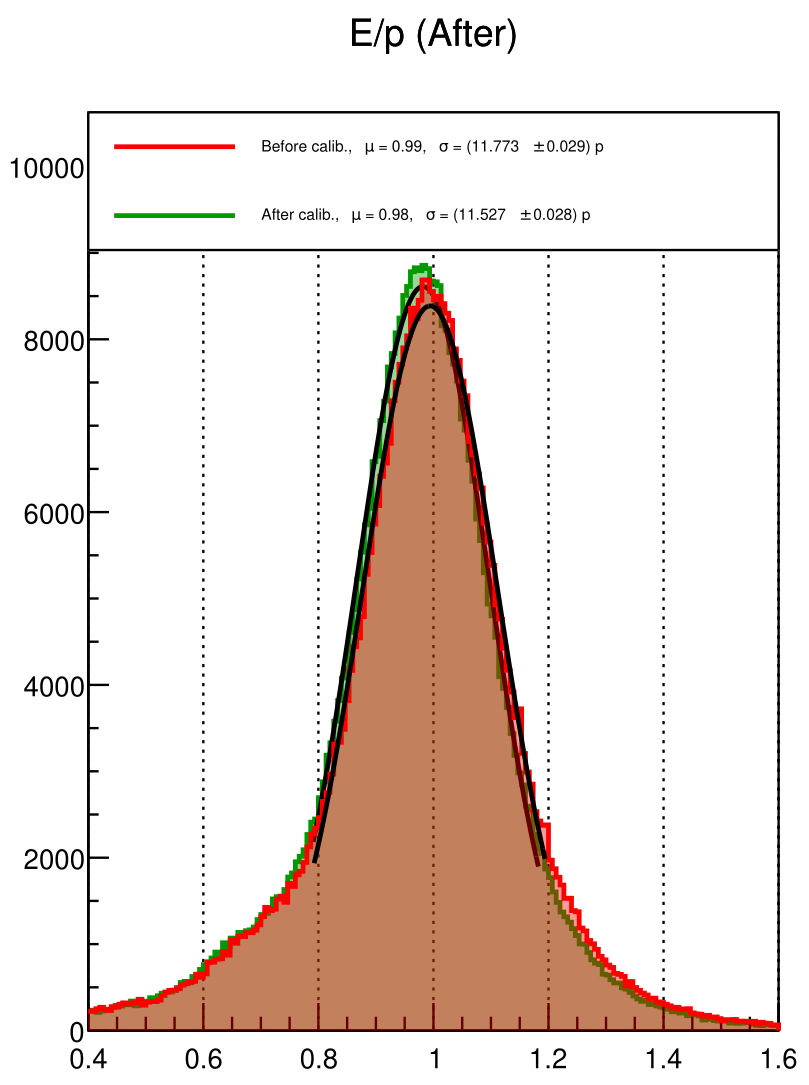 E/p (After)
10000
Before calib., μ = 0.99, σ = (11.773 ±0.029) p
After calib., μ = 0.98, σ = (11.527 ±0.028) p
8000
6000
4000
2000
0
0.4 0.6 0.8 1 1.2 1.4 1.6